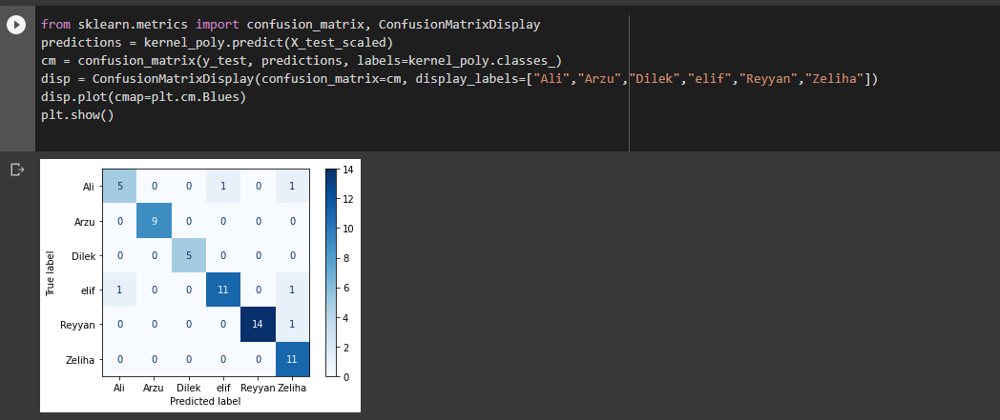 from sklearn.metrics import confusion_matrix, ConfusionMatrixDisplay
predictions = kernel_poly.predict(X_test_scaled)
cm = confusion_matrix(y_test, predictions, labels=kernel_poly.classes_)
disp = ConfusionMatrixDisplay(confusion_matrix=cm, display_labels=["Ali","Arzu","Dilek","elif","Reyyan","Zeliha"])
disp.plot(cmap=plt.cm.Blues)
plt.show()
True label
Ali 5 0 0 1 0 1
Arzu 0 9 0 0 0 0
Dilek 0 0 5 0 0 0
elif 1 0 0 11 0 1
Reyyan 0 0 0 0 14 1
Zeliha 0 0 0 0 0 11
Ali Arzu Dilek elif Reyyan Zeliha
Predicted label
14
12
10
8
6
4
2
0